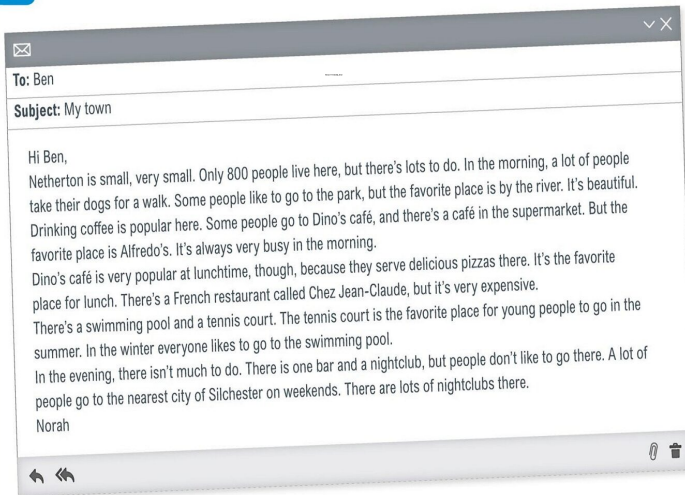 To: Ben
Subject: My town
Hi Ben,
Netherton is small, very small. Only 800 people live here, but there's lots to do. In the morning, a lot of people
take their dogs for a walk. Some people like to go to the park, but the favorite place is by the river. It's beautiful.
Drinking coffee is popular here. Some people go to Dino's café, and there's a café in the supermarket. But the
favorite place is Alfredo's. It's always very busy in the morning.
Dino's café is very popular at lunchtime, though, because they serve delicious pizzas there. It's the favorite
place for lunch. There's a French restaurant called Chez Jean-Claude, but it's very expensive.
There's a swimming pool and a tennis court. The tennis court is the favorite place for young people to go in the
summer. In the winter everyone likes to go to the swimming pool.
In the evening, there isn't much to do. There is one bar and a nightclub, but people don't like to go there. A lot of
people go to the nearest city of Silchester on weekends. There are lots of nightclubs there.
Norah